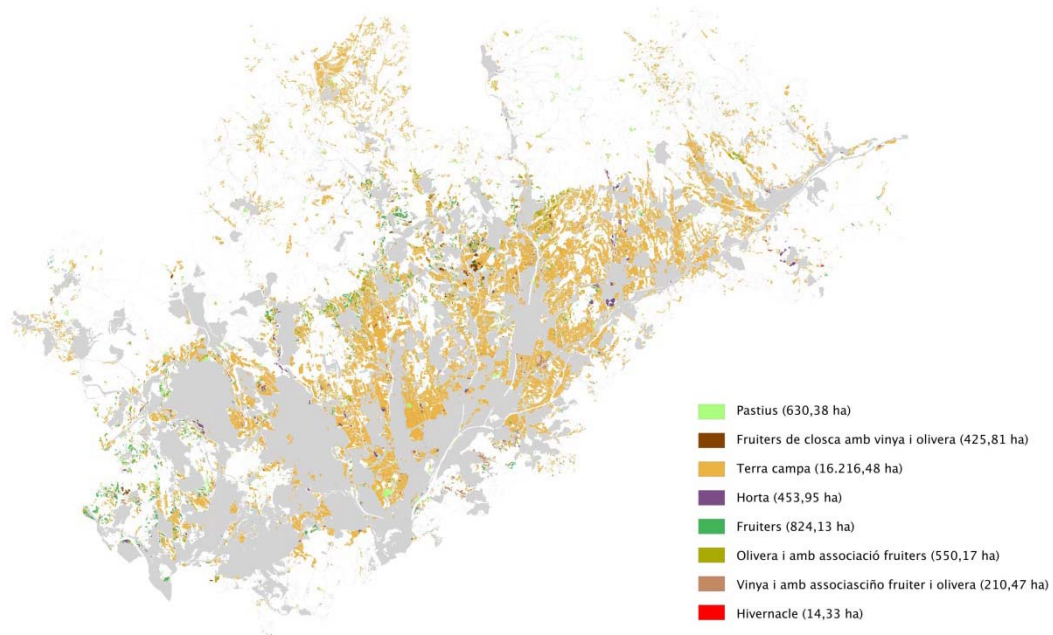 Pastius (630,38 ha)
Fruiters de closca amb vinya i olivera (425,81 ha)
Terra campa (16.216,48 ha)
Horta (453,95 ha)
Fruiters (824,13 ha)
Olivera i amb associació fruiters (550,17 ha)
Vinya i amb associasciño fruiter i olivera (210,47 ha)
Hivernacle (14,33 ha)